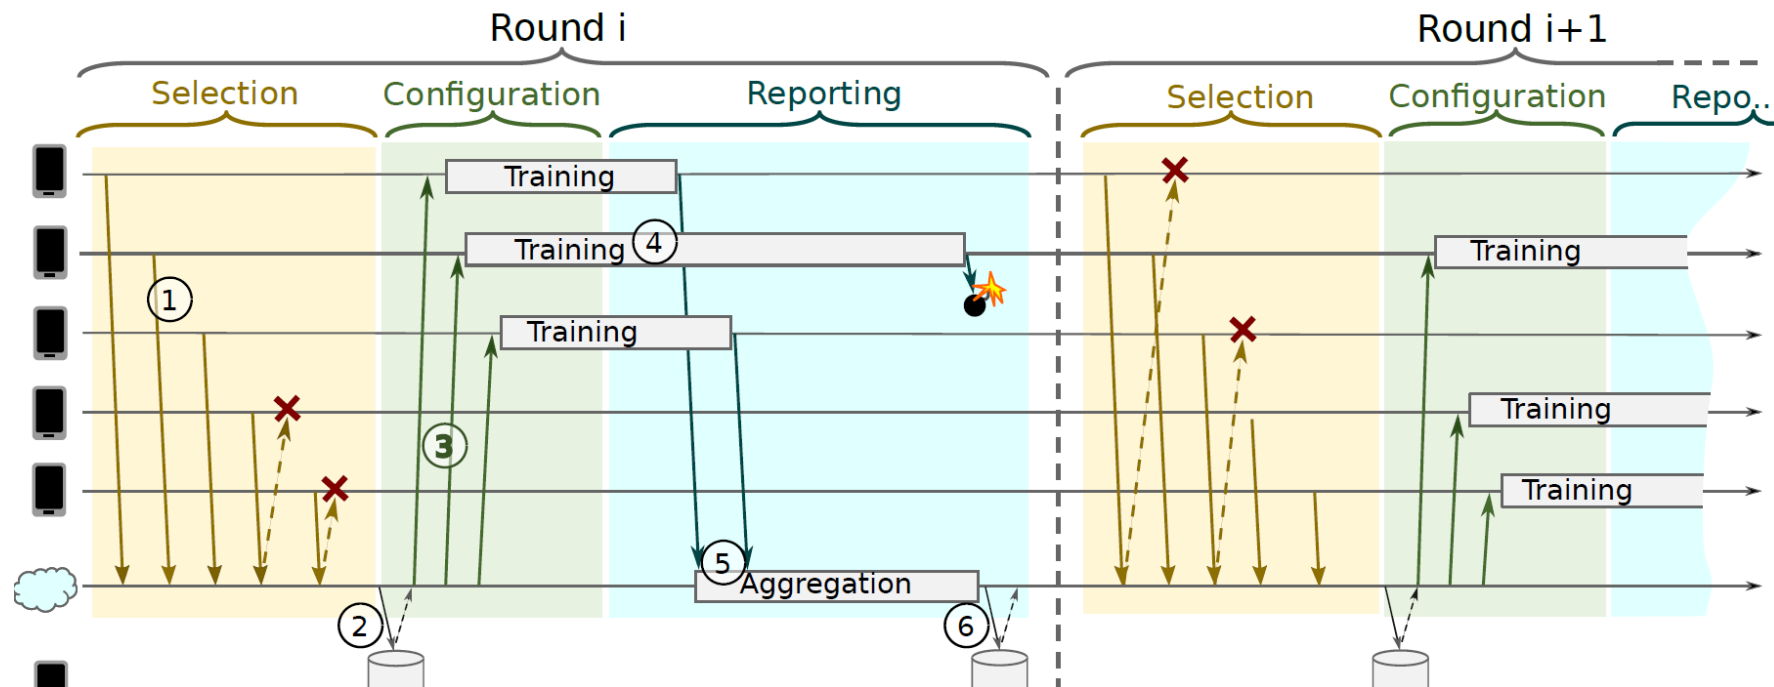 Round i
Round i+1
Selection
Configuration
Reporting
Selection
Configuration
Repo..
Training
Training
4
Training
1
Training
3
Training
Training
5
Aggregation
2
6